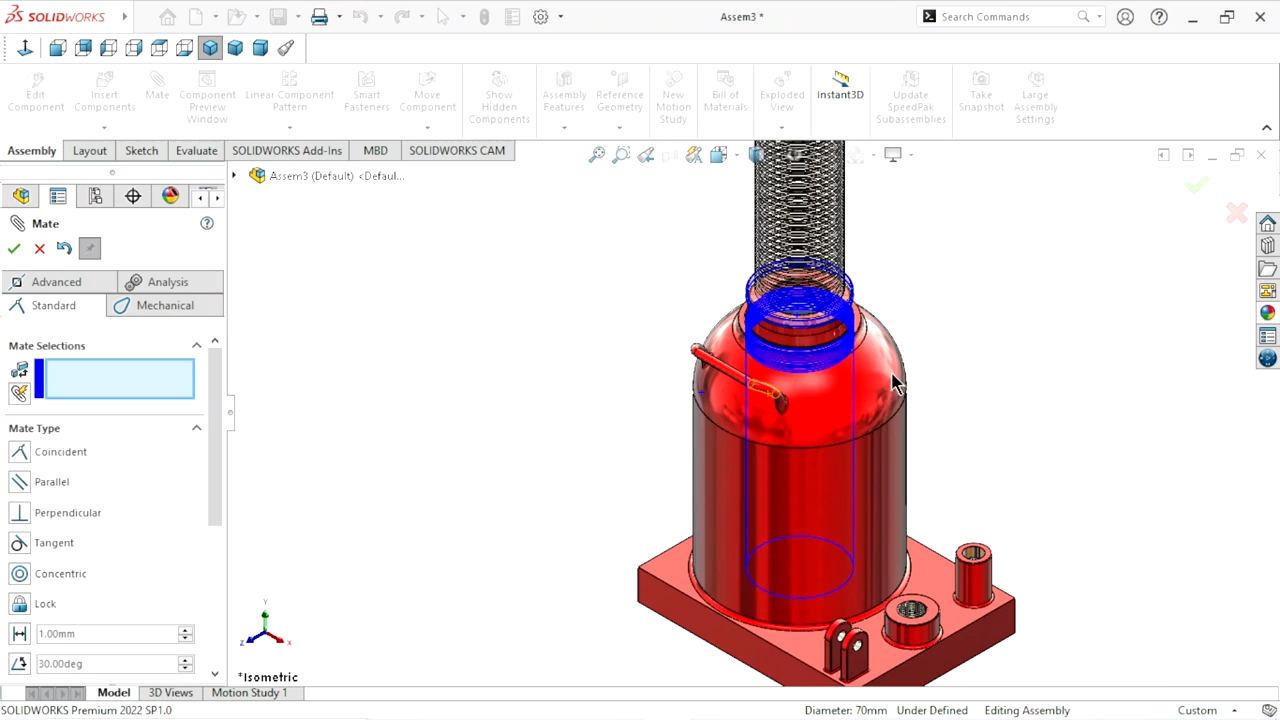 SOLIDWORKS
Assem3 *
Search Commands
Edit Component
Insert Components
Mate
Component Preview Window
Linear Component Pattern
Smart Fasteners
Move Component
Show Hidden Components
Assembly Features
Reference Geometry
New Motion Study
Bill of Materials
Exploded View
Instant3D
Update SpeedPak Subassemblies
Take Snapshot
Large Assembly Settings
Assembly
Layout
Sketch
Evaluate
SOLIDWORKS Add-Ins
MBD
SOLIDWORKS CAM
Assem3 (Default) <Defaul...
Mate
Advanced
Analysis
Standard
Mechanical
Mate Selections
Mate Type
Coincident
Parallel
Perpendicular
Tangent
Concentric
Lock
1.00mm
30.00deg
Y
Z
X
*Isometric
Model
3D Views
Motion Study 1
SOLIDWORKS Premium 2022 SP1.0
Diameter: 70mm
Under Defined
Editing Assembly
Custom